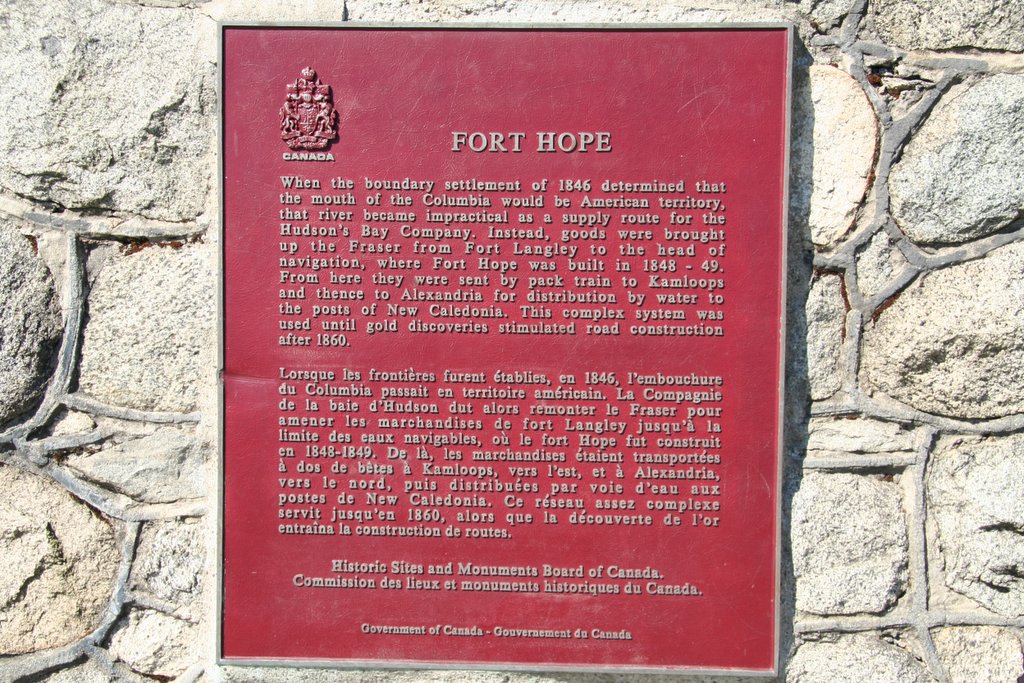 CANADA
FORT HOPE
When the boundary settlement of 1846 determined that
the mouth of the Columbia would be American territory,
that river became impractical as a supply route for the
Hudson's Bay Company. Instead, goods were brought
up the Fraser from Fort Langley to the head of
navigation, where Fort Hope was built in 1848 - 49.
From here they were sent by pack train to Kamloops
and thence to Alexandria for distribution by water to
the posts of New Caledonia. This complex system was
used until gold discoveries stimulated road construction
after 1860.
Lorsque les frontières furent établies, en 1846, l'embouchure
du Columbia passait en territoire américain. La Compagnie
de la baie d'Hudson dut alors remonter le Fraser pour
amener les marchandises de fort Langley jusqu'à la
limite des eaux navigables, où le fort Hope fut construit
en 1848-1849. De là, les marchandises étaient transportées
à dos de bêtes à Kamloops, vers l'est, et à Alexandria,
vers le nord, puis distribuées par voie d'eau aux
postes de New Caledonia. Ce réseau assez complexe
servit jusqu'en 1860, alors que la découverte de l'or
entraîna la construction de routes.
Historic Sites and Monuments Board of Canada.
Commission des lieux et monuments historiques du Canada.
Government of Canada - Gouvernement du Canada